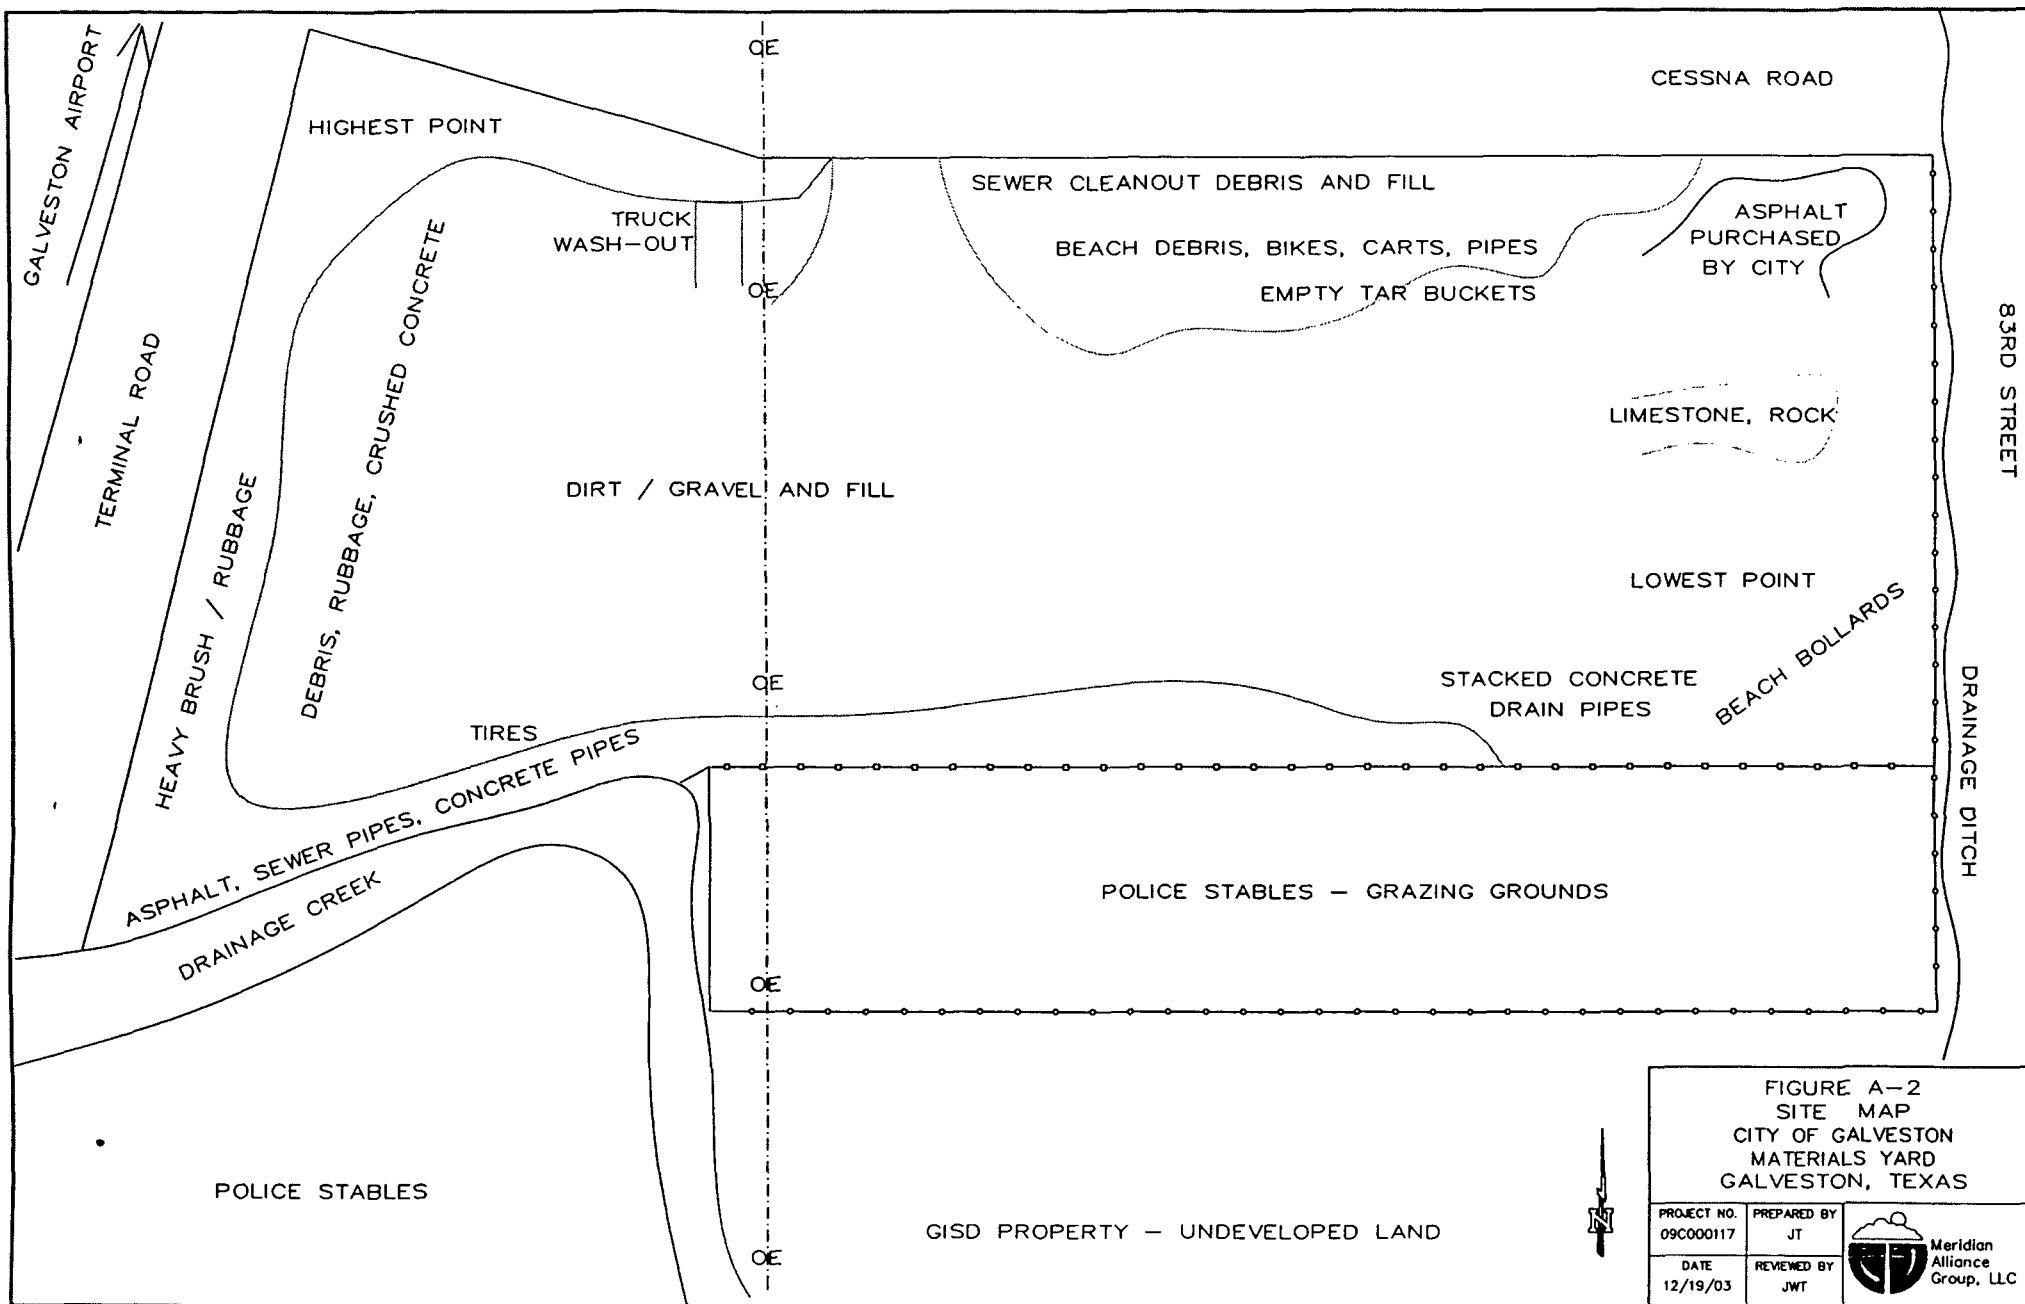 OE
CESSNA ROAD
GALVESTON AIRPORT
HIGHEST POINT
SEWER CLEANOUT DEBRIS AND FILL
TRUCK
WASH-OUT
ASPHALT
PURCHASED
BY CITY
BEACH DEBRIS, BIKES, CARTS, PIPES
EMPTY TAR BUCKETS
OE
83RD STREET
TERMINAL ROAD
DEBRIS, RUBBAGE, CRUSHED CONCRETE
LIMESTONE, ROCK
DIRT / GRAVEL AND FILL
HEAVY BRUSH / RUBBAGE
LOWEST POINT
BEACH BOLLARDS
OE
STACKED CONCRETE
DRAIN PIPES
TIRES
DRAINAGE DITCH
ASPHALT, SEWER PIPES, CONCRETE PIPES
DRAINAGE CREEK
POLICE STABLES - GRAZING GROUNDS
OE
POLICE STABLES
GISD PROPERTY - UNDEVELOPED LAND
OE
N
FIGURE A-2
SITE MAP
CITY OF GALVESTON
MATERIALS YARD
GALVESTON, TEXAS
PROJECT NO.
09C000117
PREPARED BY
JT
DATE
12/19/03
REVIEWED BY
JWT
Meridian
Alliance
Group, LLC